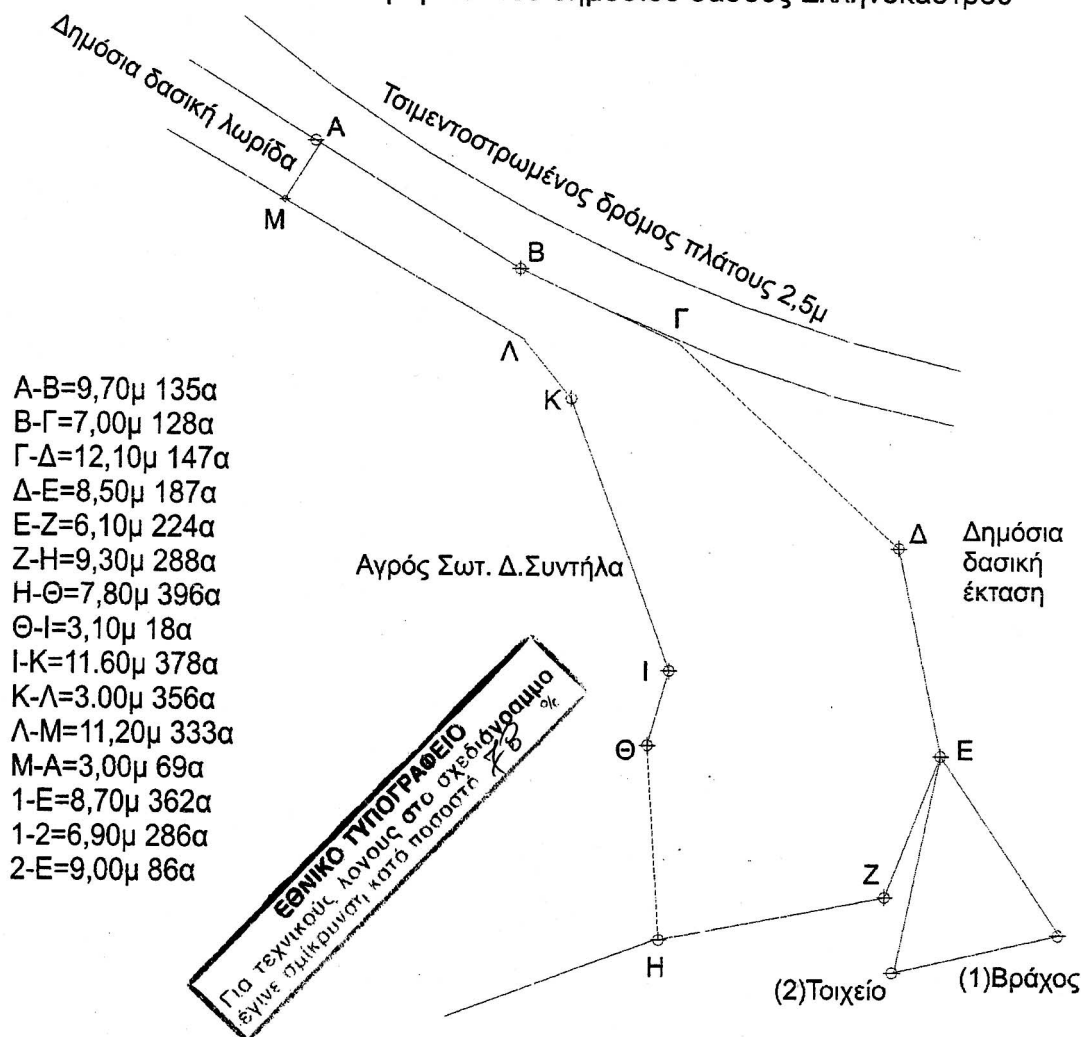 δημόσιου δάσους Ελληνοκάστρου
Δημόσια δασική λωρίδα
Τσιμεντοστρωμένος δρόμος πλάτους 2,5μ
Α
Μ
Β
Γ
Λ
Κ
Α-Β=9,70μ 135α
Β-Γ=7,00μ 128α
Γ-Δ=12,10μ 147α
Δ-Ε=8,50μ 187α
Ε-Ζ=6,10μ 224α
Ζ-Η=9,30μ 288α
Η-Θ=7,80μ 396α
Θ-Ι=3,10μ 18α
Ι-Κ=11.60μ 378α
Κ-Λ=3.00μ 356α
Λ-Μ=11,20μ 333α
Μ-Α=3,00μ 69α
1-Ε=8,70μ 362α
1-2=6,90μ 286α
2-Ε=9,00μ 86α
Δ
Δημόσια
δασική
έκταση
Αγρός Σωτ. Δ.Συντήλα
Ι
Θ
Ε
Ζ
Η
(2)Τοιχείο
(1)Βράχος
ΕΘΝΙΚΟ ΤΥΠΟΓΡΑΦΕΙΟ
Για τεχνικούς λόγους στο σχεδιάγραμμα
έγινε σμίκρυνση κατά ποσοστό %